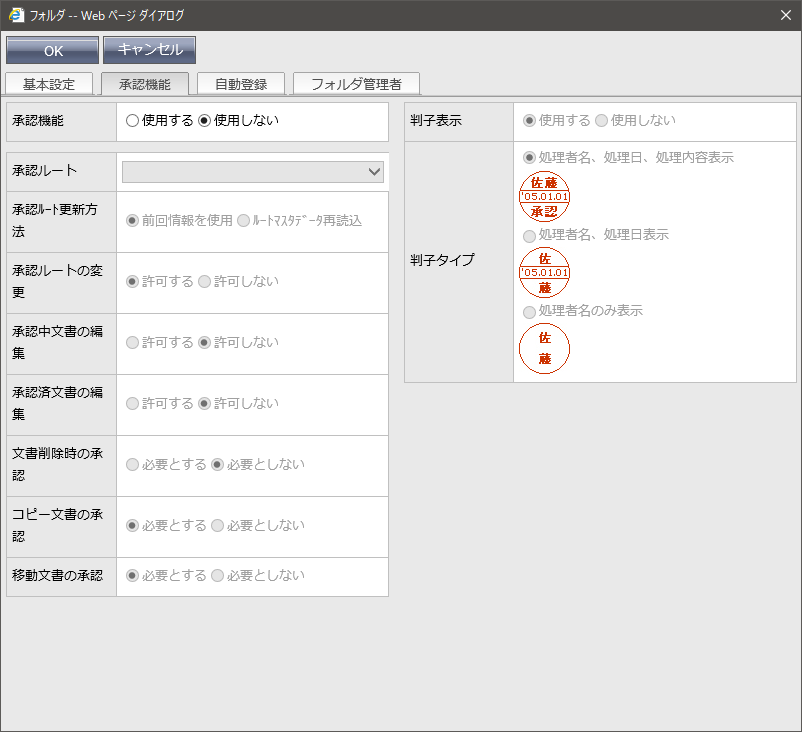 フォルダ -- Web ページ ダイアログ
OK キャンセル
基本設定 承認機能 自動登録 フォルダ管理者
承認機能 使用する 使用しない
承認ルート
承認ﾙｰﾄ更新方
法
前回情報を使用 ﾙｰﾄﾏｽﾀﾃﾞｰﾀ再読込
承認ルートの変
更
許可する 許可しない
承認中文書の編
集
許可する 許可しない
承認済文書の編
集
許可する 許可しない
文書削除時の承
認
必要とする 必要としない
コピー文書の承
認
必要とする 必要としない
移動文書の承認 必要とする 必要としない
判子表示 使用する 使用しない
判子タイプ
処理者名、処理日、処理内容表示
佐藤
'05.01.01
承認
処理者名、処理日表示
佐
'05.01.01
藤
処理者名のみ表示
佐
藤